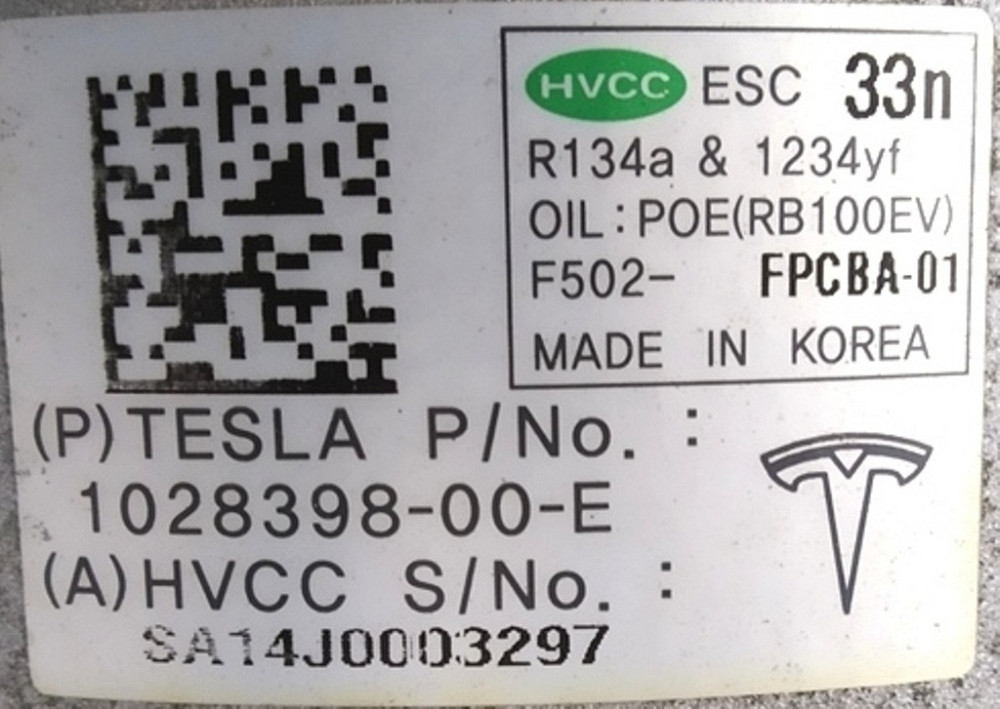 HVCC ESC 33n
R134a & 1234yf
OIL : POE(RB100EV)
F502- FPCBA-01
MADE IN KOREA
(P)TESLA P/No. :
1028398-00-E
(A)HVCC S/No. :
SA14J0003297